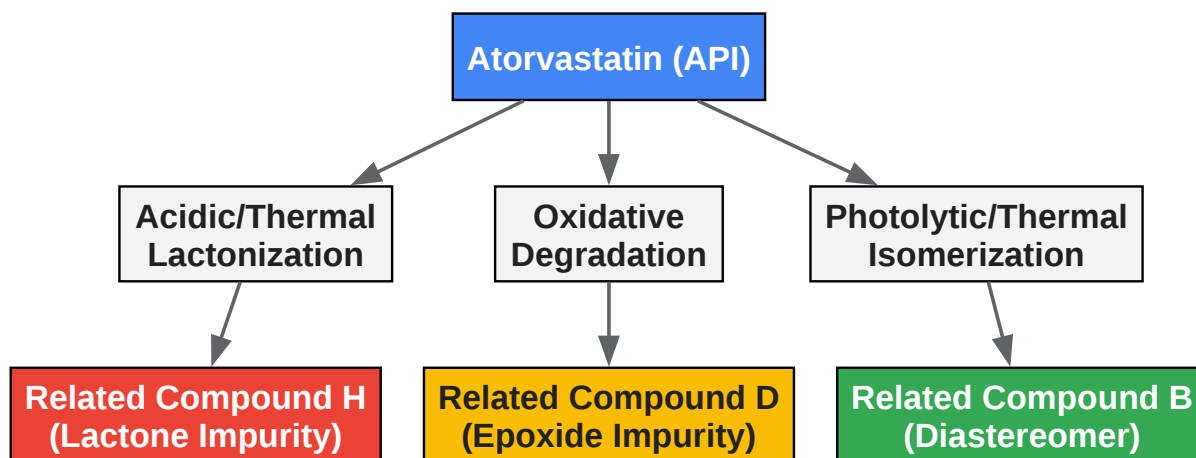 Atorvastatin (API)
Acidic/Thermal
Lactonization
Oxidative
Degradation
Photolytic/Thermal
Isomerization
Related Compound H
(Lactone Impurity)
Related Compound D
(Epoxide Impurity)
Related Compound B
(Diastereomer)